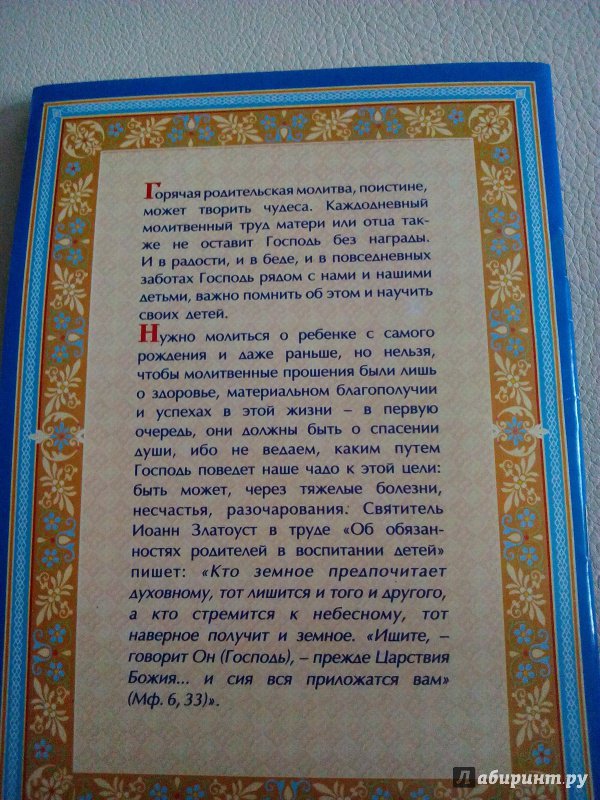 Горячая родительская молитва, поистине,
может творить чудеса. Каждодневный
молитвенный труд матери или отца так-
же не оставит Господь без награды.
И в радости, и в беде, и в повседневных
заботах Господь рядом с нами и нашими
детьми, важно помнить об этом и научить
своих детей.
Нужно молиться о ребенке с самого
рождения и даже раньше, но нельзя,
чтобы молитвенные прошения были лишь
о здоровье, материальном благополучии
и успехах в этой жизни – в первую
очередь, они должны быть о спасении
души, ибо не ведаем, каким путем
Господь поведет наше чадо к этой цели:
быть может, через тяжелые болезни,
несчастья, разочарования. Святитель
Иоанн Златоуст в труде «Об обязан-
ностях родителей в воспитании детей»
пишет: «Кто земное предпочитает
духовному, тот лишится и того и другого,
а кто стремится к небесному, тот
наверное получит и земное. «Ищите, –
говорит Он (Господь), – прежде Царствия
Божия... и сия вся приложатся вам»
(Мф. 6, 33)».
Лабиринт.ру